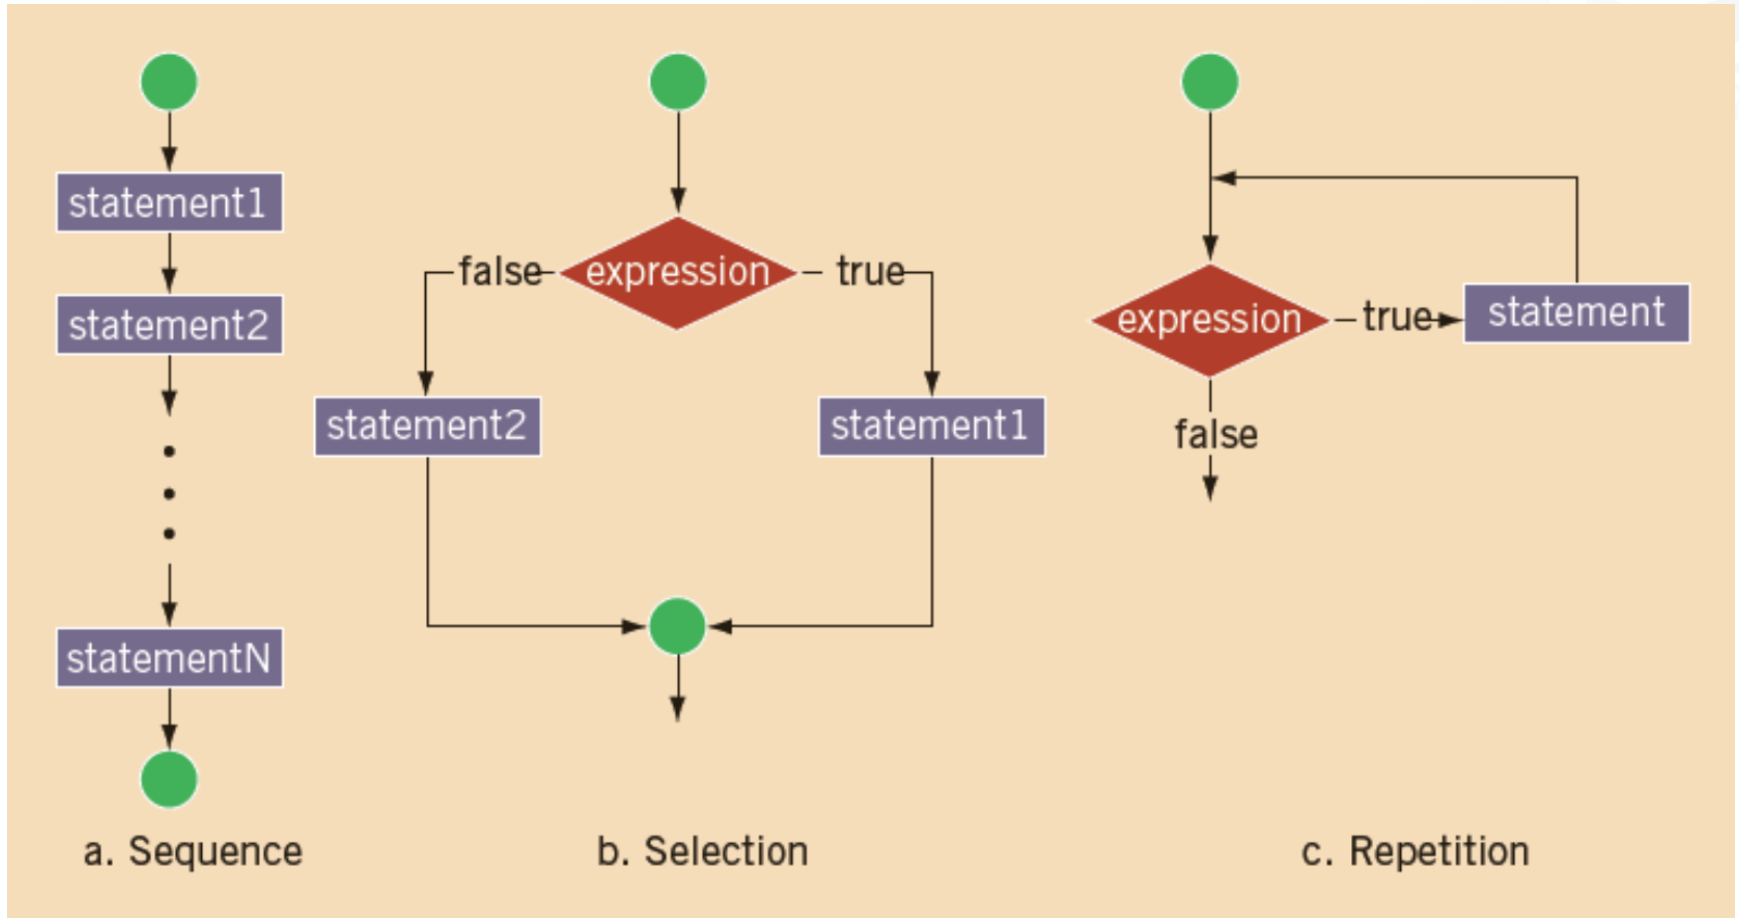 statement1
statement2
statementN
a. Sequence
expression
false
true
statement2
statement1
b. Selection
expression
true
statement
false
c. Repetition